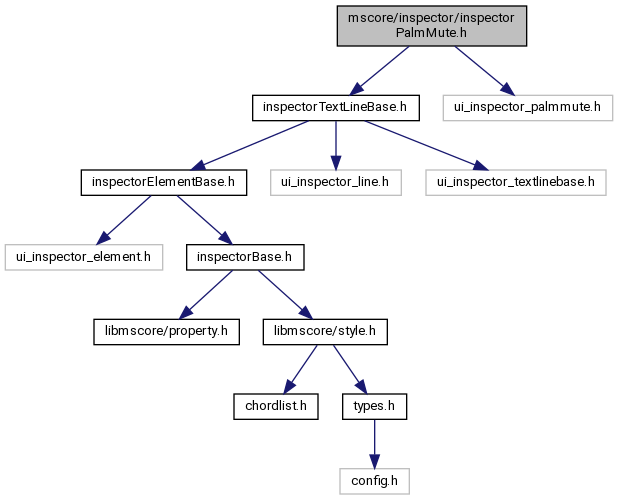 mscore/inspector/inspector
PalmMute.h
inspectorTextLineBase.h
ui_inspector_palmmute.h
inspectorElementBase.h
ui_inspector_line.h
ui_inspector_textlinebase.h
ui_inspector_element.h
inspectorBase.h
libmscore/property.h
libmscore/style.h
chordlist.h
types.h
config.h